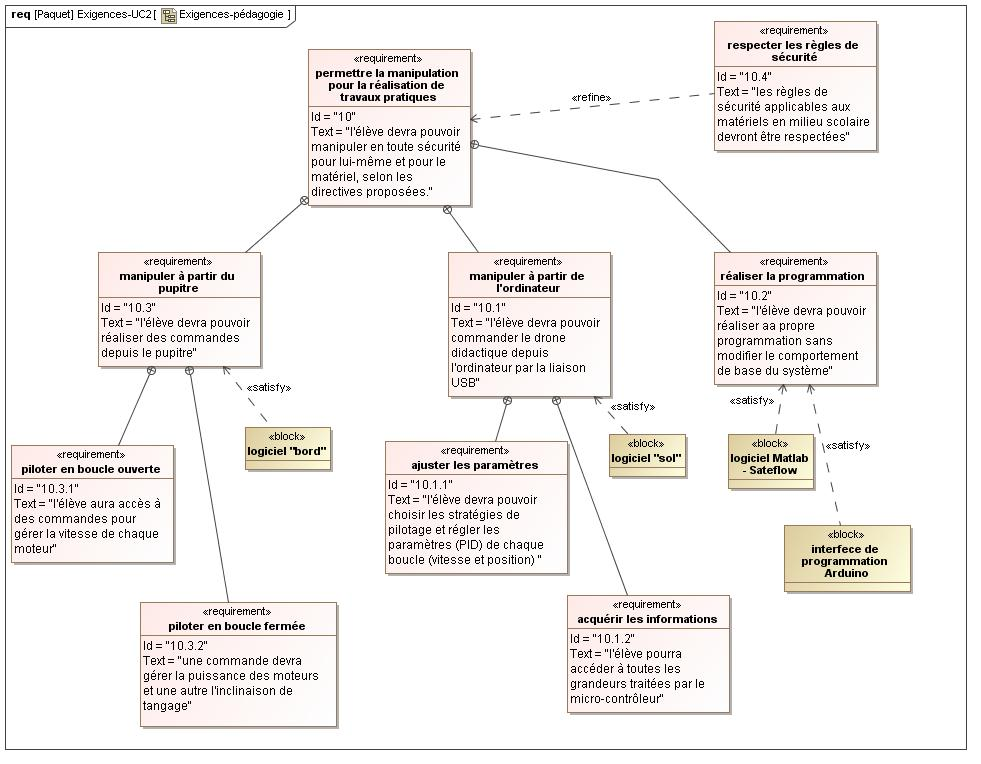 req [Paquet] Exigences-UC2[ Exigences-pédagogie ]
«requirement»
permettre la manipulation
pour la réalisation de
travaux pratiques
Id = "10"
Text = "l'élève devra pouvoir
manipuler en toute sécurité
pour lui-même et pour le
matériel, selon les
directives proposées."
«refine»
«requirement»
respecter les règles de
sécurité
Id = "10.4"
Text = "les règles de
sécurité applicables aux
matériels en milieu scolaire
devront être respectées"
«requirement»
manipuler à partir du
pupitre
Id = "10.3"
Text = "l'élève devra pouvoir
réaliser des commandes
depuis le pupitre"
«requirement»
manipuler à partir de
l'ordinateur
Id = "10.1"
Text = "l'élève devra pouvoir
commander le drone
didactique depuis
l'ordinateur par la liaison
USB"
«requirement»
réaliser la programmation
Id = "10.2"
Text = "l'élève devra pouvoir
réaliser aa propre
programmation sans
modifier le comportement
de base du système"
«satisfy»
«satisfy»
«satisfy»
«satisfy»
«block»
logiciel "bord"
«block»
logiciel "sol"
«block»
logiciel Matlab
- Sateflow
«block»
interfece de
programmation
Arduino
«requirement»
piloter en boucle ouverte
Id = "10.3.1"
Text = "l'élève aura accès à
des commandes pour
gérer la vitesse de chaque
moteur"
«requirement»
ajuster les paramètres
Id = "10.1.1"
Text = "l'élève devra pouvoir
choisir les stratégies de
pilotage et régler les
paramètres (PID) de chaque
boucle (vitesse et position) "
«requirement»
piloter en boucle fermée
Id = "10.3.2"
Text = "une commande devra
gérer la puissance des moteurs
et une autre l'inclinaison de
tangage"
«requirement»
acquérir les informations
Id = "10.1.2"
Text = "l'élève pourra
accéder à toutes les
grandeurs traitées par le
micro-contrôleur"